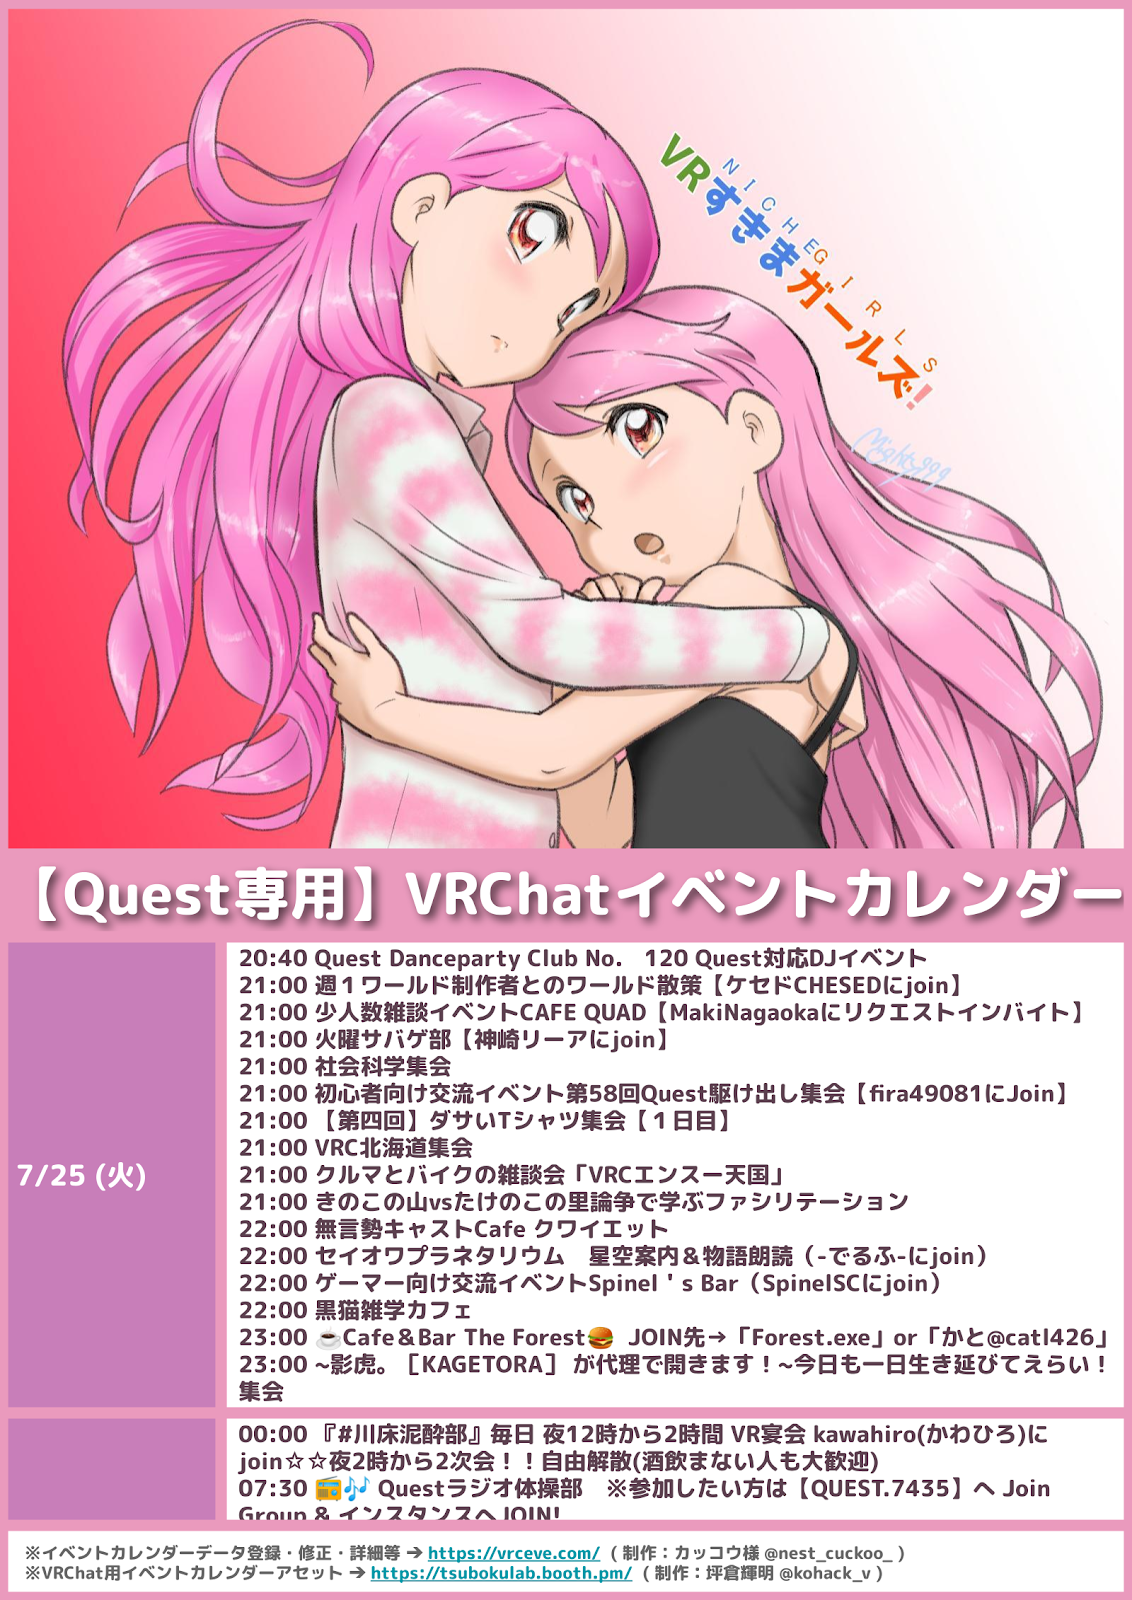 VRすきまガールズ!
NICHE GIRLS
Mighty999
【Quest専用】VRChatイベントカレンダー
7/25 (火)
20:40 Quest Danceparty Club No. 120 Quest対応DJイベント
21:00 週１ワールド制作者とのワールド散策【ケセドCHESEDにjoin】
21:00 少人数雑談イベントCAFE QUAD【MakiNagaokaにリクエストインバイト】
21:00 火曜サバゲ部【神崎リーアにjoin】
21:00 社会科学集会
21:00 初心者向け交流イベント第58回Quest駆け出し集会【fira49081にJoin】
21:00 【第四回】ダサいTシャツ集会【１日目】
21:00 VRC北海道集会
21:00 クルマとバイクの雑談会「VRCエンスー天国」
21:00 きのこの山vsたけのこの里論争で学ぶファシリテーション
22:00 無言勢キャストCafe クワイエット
22:00 セイオワプラネタリウム　星空案内＆物語朗読（-でるふ-にjoin）
22:00 ゲーマー向け交流イベントSpinel＇s Bar（SpinelSCにjoin）
22:00 黒猫雑学カフェ
23:00 ☕Cafe＆Bar The Forest🍔 JOIN先→「Forest.exe」or「かと@catl426」
23:00 ~影虎。［KAGETORA］ が代理で開きます！~今日も一日生き延びてえらい！
集会
00:00 『#川床泥酔部』毎日 夜12時から2時間 VR宴会 kawahiro(かわひろ)に
join☆☆夜2時から2次会！！自由解散(酒飲まない人も大歓迎)
07:30 📻🎶 Questラジオ体操部　※参加したい方は【QUEST.7435】へ Join
Group & インスタンスへJOIN!
※イベントカレンダーデータ登録・修正・詳細等 ➔ https://vrceve.com/ ( 制作：カッコウ様 @nest_cuckoo_ )
※VRChat用イベントカレンダーアセット ➔ https://tsubokulab.booth.pm/ ( 制作：坪倉輝明 @kohack_v )